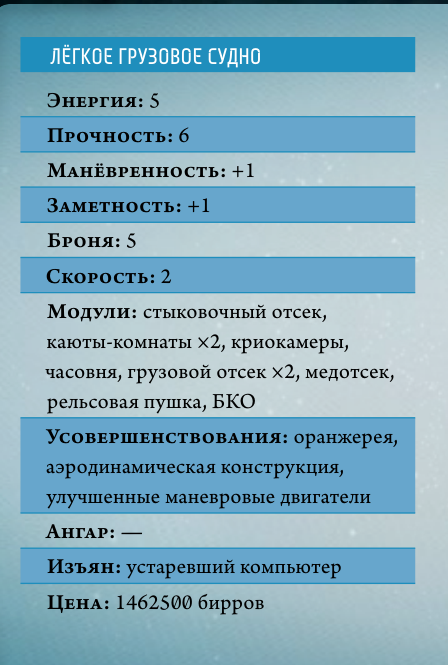 ЛЁГКОЕ ГРУЗОВОЕ СУДНО
Энергия: 5
Прочность: 6
Манёвренность: +1
Заметность: +1
Броня: 5
Скорость: 2
Модули: стыковочный отсек,
каюты-комнаты ×2, криокамеры,
часовня, грузовой отсек ×2, медотсек,
рельсовая пушка, БКО
Усовершенствования: оранжерея,
аэродинамическая конструкция,
улучшенные маневровые двигатели
Ангар: —
Изъян: устаревший компьютер
Цена: 1462500 бирров